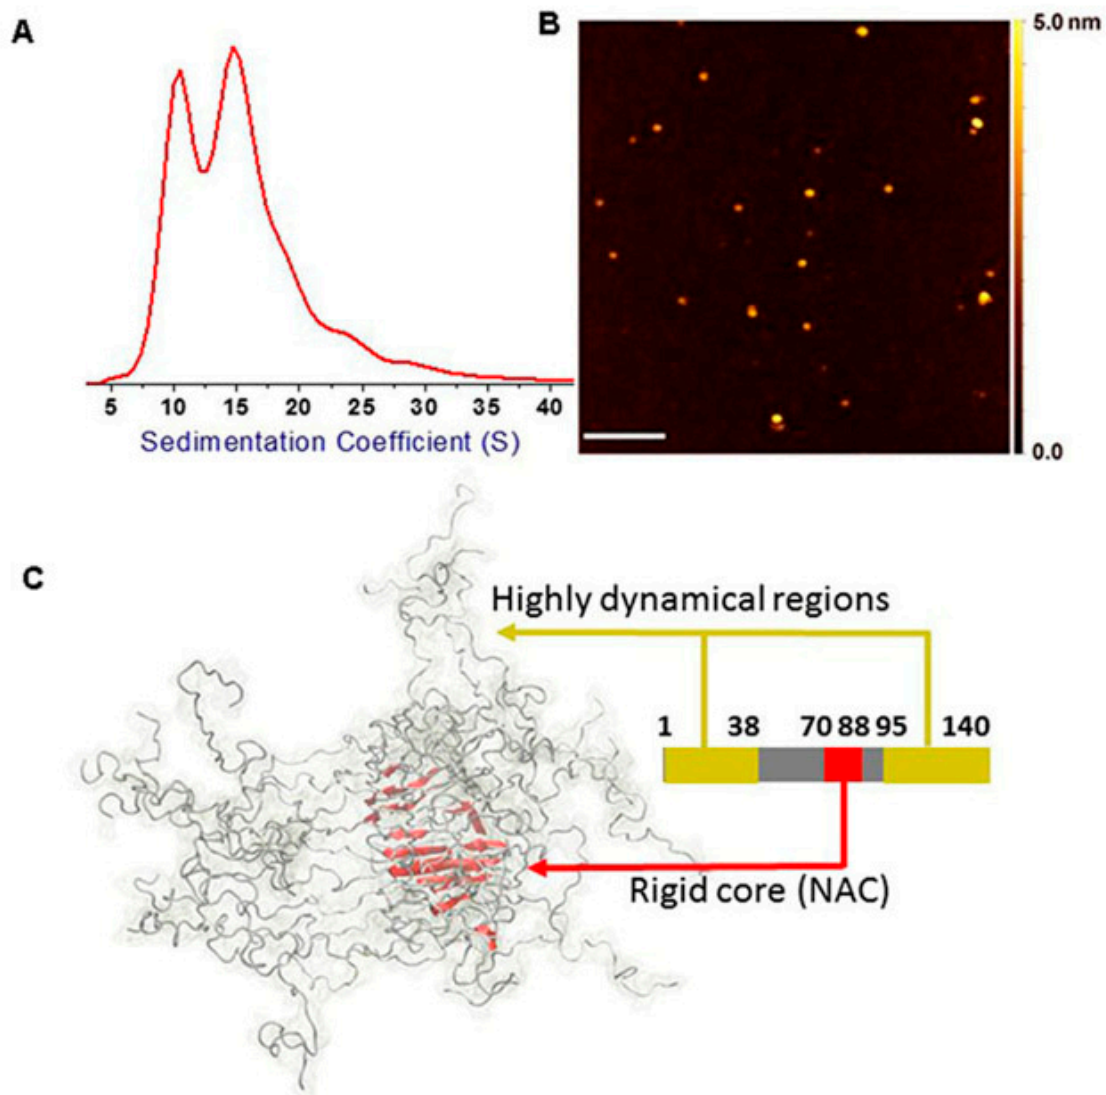 A
B
5.0 nm
0.0
5 10 15 20 25 30 35 40
Sedimentation Coefficient (S)
C
Highly dynamical regions
1 38 70 88 95 140
Rigid core (NAC)